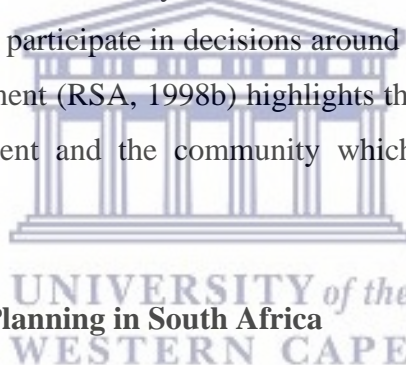 participate in decisions around
ment (RSA, 1998b) highlights th
ent and the community which
UNIVERSITY of the
Planning in South Africa
WESTERN CAPE